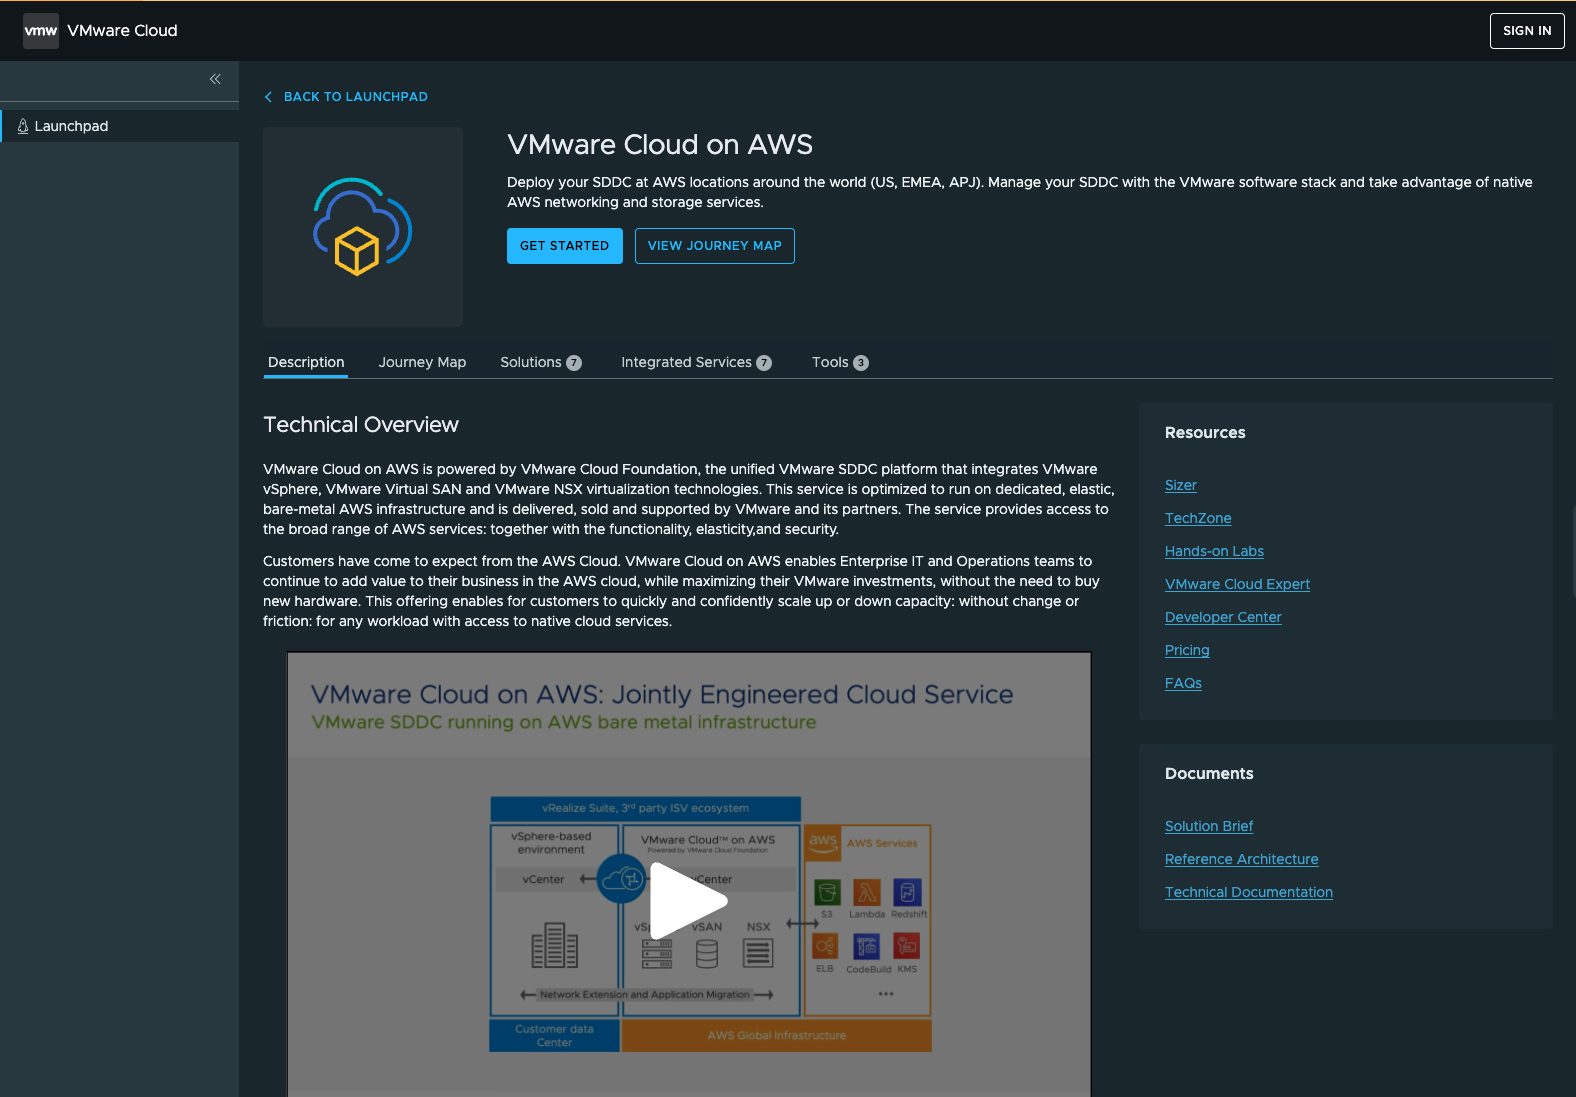 vmw VMware Cloud
SIGN IN
Launchpad
BACK TO LAUNCHPAD
VMware Cloud on AWS
Deploy your SDDC at AWS locations around the world (US, EMEA, APJ). Manage your SDDC with the VMware software stack and take advantage of native
AWS networking and storage services.
GET STARTED VIEW JOURNEY MAP
Description Journey Map Solutions 7 Integrated Services 7 Tools 3
Technical Overview
VMware Cloud on AWS is powered by VMware Cloud Foundation, the unified VMware SDDC platform that integrates VMware
vSphere, VMware Virtual SAN and VMware NSX virtualization technologies. This service is optimized to run on dedicated, elastic,
bare-metal AWS infrastructure and is delivered, sold and supported by VMware and its partners. The service provides access to
the broad range of AWS services: together with the functionality, elasticity,and security.
Customers have come to expect from the AWS Cloud. VMware Cloud on AWS enables Enterprise IT and Operations teams to
continue to add value to their business in the AWS cloud, while maximizing their VMware investments, without the need to buy
new hardware. This offering enables for customers to quickly and confidently scale up or down capacity: without change or
friction: for any workload with access to native cloud services.
VMware Cloud on AWS: Jointly Engineered Cloud Service
VMware SDDC running on AWS bare metal infrastructure
vRealize Suite, 3rd party ISV ecosystem
vSphere-based
environment
VMware Cloud™ on AWS
Powered by VMware Cloud Foundation
aws AWS Services
vCenter
S3 Lambda Redshift
vSAN NSX
ELB CodeBuild KMS
Network Extension and Application Migration
Customer data
Center
AWS Global Infrastructure
Resources
Sizer
TechZone
Hands-on Labs
VMware Cloud Expert
Developer Center
Pricing
FAQs
Documents
Solution Brief
Reference Architecture
Technical Documentation